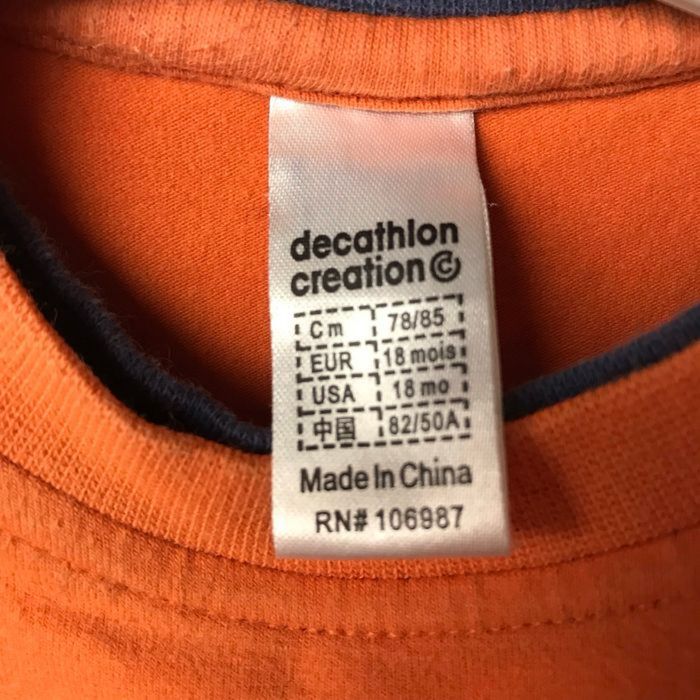 decathlon
creation
Cm 78/85
EUR 18 mois
USA 18 mo
中国 82/50A
Made In China
RN# 106987